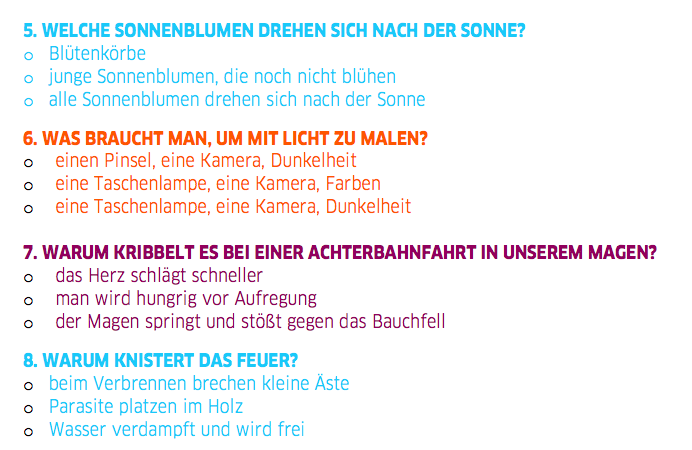 5. WELCHE SONNENBLUMEN DREHEN SICH NACH DER SONNE?
o Blütenkörbe
o junge Sonnenblumen, die noch nicht blühen
o alle Sonnenblumen drehen sich nach der Sonne
6. WAS BRAUCHT MAN, UM MIT LICHT ZU MALEN?
o einen Pinsel, eine Kamera, Dunkelheit
o eine Taschenlampe, eine Kamera, Farben
o eine Taschenlampe, eine Kamera, Dunkelheit
7. WARUM KRIBBELT ES BEI EINER ACHTERBAHNFAHRT IN UNSEREM MAGEN?
o das Herz schlägt schneller
o man wird hungrig vor Aufregung
o der Magen springt und stößt gegen das Bauchfell
8. WARUM KNISTERT DAS FEUER?
o beim Verbrennen brechen kleine Äste
o Parasite platzen im Holz
o Wasser verdampft und wird frei